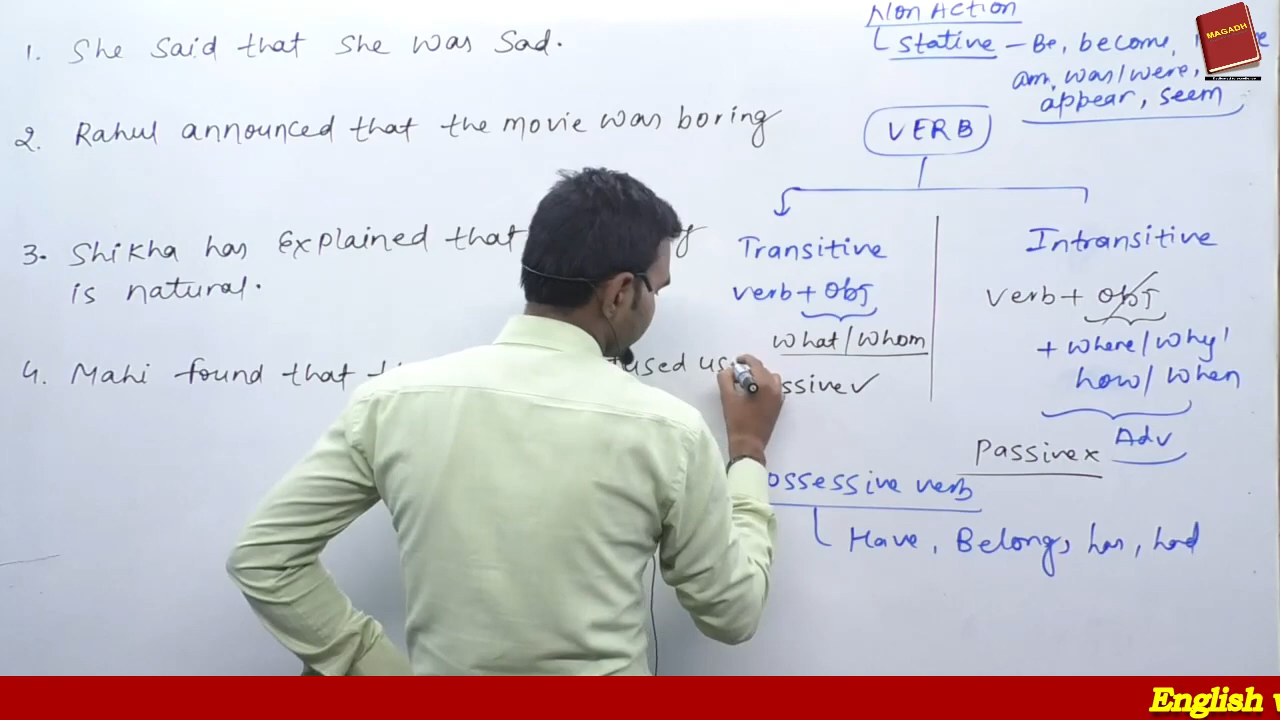 1. She said that she was sad.
2. Rahul announced that the movie was boring
3. Shikha has explained that
is natural.
4. Mahi found that used us
Non Action
Stative - Be, become,
am, was/were,
appear, seem
VERB
Transitive
verb + obj
what/whom
ssive ✓
Intransitive
verb + obj
+ where/why/
how/when
Adv
Passive x
ossessive verb
Have, Belong, has, had
MAGADH
English